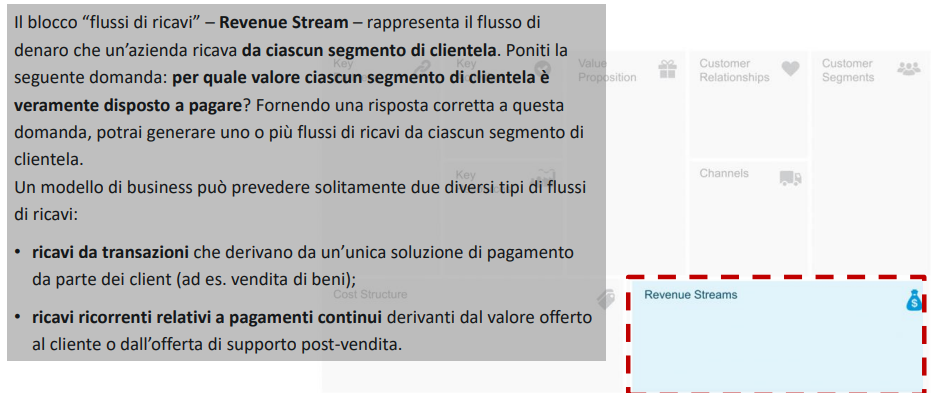 Il blocco “flussi di ricavi” – Revenue Stream – rappresenta il flusso di
denaro che un’azienda ricava da ciascun segmento di clientela. Poniti la
seguente domanda: per quale valore ciascun segmento di clientela è
veramente disposto a pagare? Fornendo una risposta corretta a questa
domanda, potrai generare uno o più flussi di ricavi da ciascun segmento di
clientela.
Un modello di business può prevedere solitamente due diversi tipi di flussi
di ricavi:
• ricavi da transazioni che derivano da un’unica soluzione di pagamento
da parte dei client (ad es. vendita di beni);
• ricavi ricorrenti relativi a pagamenti continui derivanti dal valore offerto
al cliente o dall’offerta di supporto post-vendita.
Key
Key
Value
Proposition
Customer
Relationships
Customer
Segments
Key
Channels
Cost Structure
Revenue Streams
$